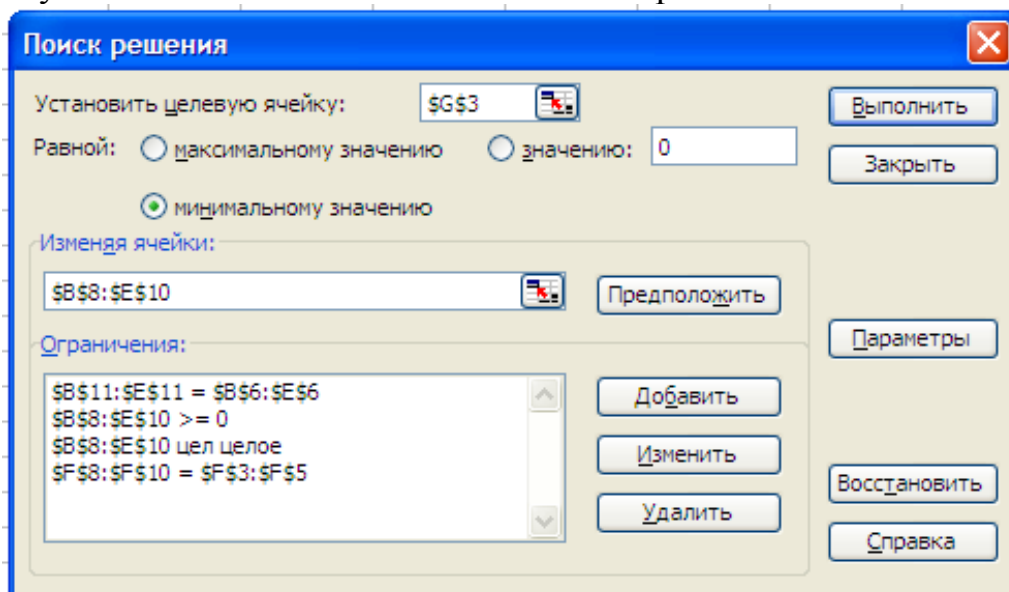 Поиск решения
Установить целевую ячейку: $G$3
Выполнить
Равной: максимальному значению значению: 0
Закрыть
минимальному значению
Изменяя ячейки:
$B$8:$E$10
Предположить
Параметры
Ограничения:
$B$11:$E$11 = $B$6:$E$6
$B$8:$E$10 >= 0
$B$8:$E$10 цел целое
$F$8:$F$10 = $F$3:$F$5
Добавить
Изменить
Удалить
Восстановить
Справка